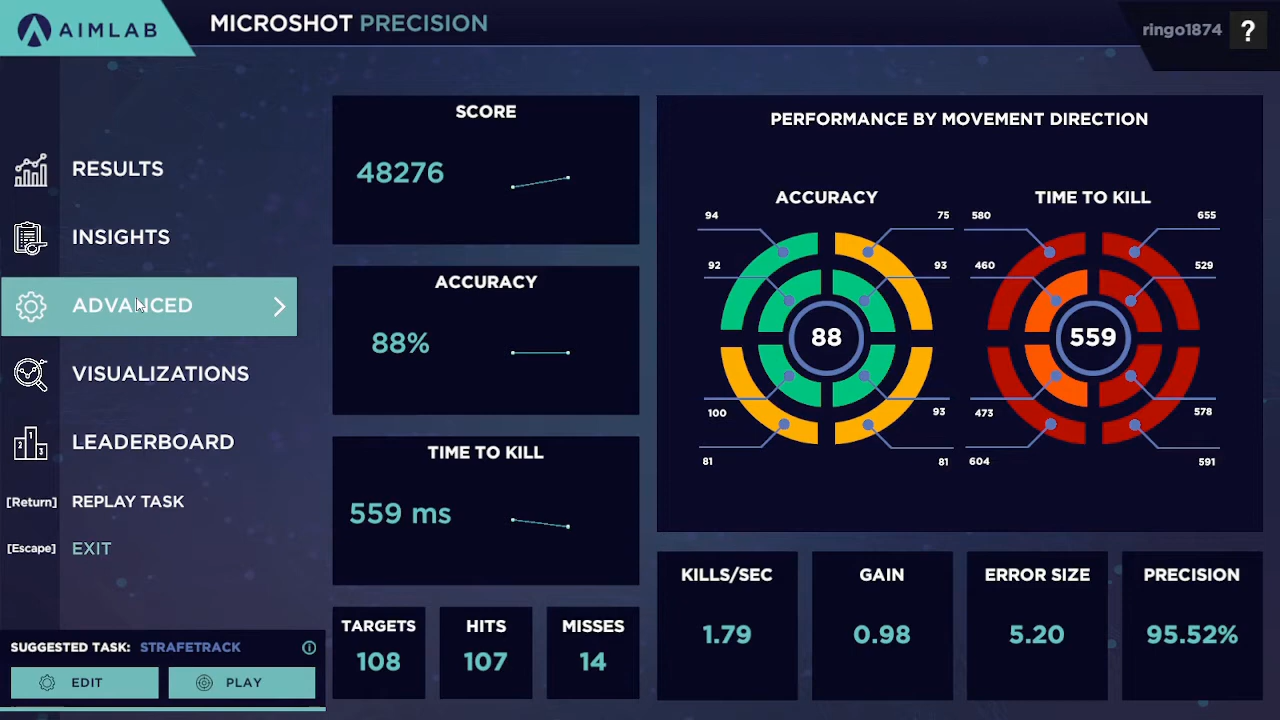 AIMLAB
MICROSHOT PRECISION
ringo1874 ?
RESULTS
INSIGHTS
ADVANCED
VISUALIZATIONS
LEADERBOARD
[Return] REPLAY TASK
[Escape] EXIT
SUGGESTED TASK: STRAFETRACK
EDIT
PLAY
SCORE
48276
ACCURACY
88%
TIME TO KILL
559 ms
TARGETS
108
HITS
107
MISSES
14
PERFORMANCE BY MOVEMENT DIRECTION
ACCURACY
94 75
92 93
88
100 93
81 81
TIME TO KILL
580 655
460 529
559
473 578
604 591
KILLS/SEC
1.79
GAIN
0.98
ERROR SIZE
5.20
PRECISION
95.52%